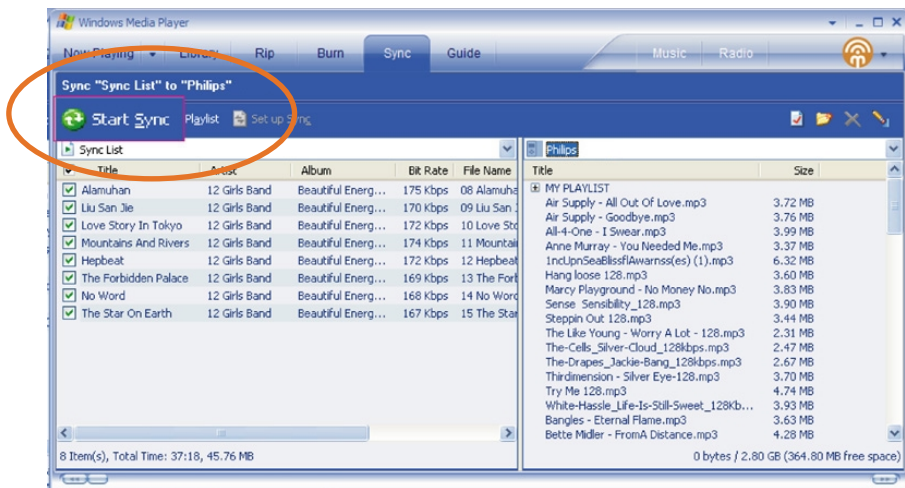 Windows Media Player
Now Playing Library Rip Burn Sync Guide Music Radio
Sync "Sync List" to "Philips"
Start Sync Playlist Set up Sync
Sync List
Philips
Title Artist Album Bit Rate File Name
Alamuhan 12 Girls Band Beautiful Energ... 175 Kbps 08 Alamuha
Liu San Jie 12 Girls Band Beautiful Energ... 170 Kbps 09 Liu San
Love Story In Tokyo 12 Girls Band Beautiful Energ... 172 Kbps 10 Love Sto
Mountains And Rivers 12 Girls Band Beautiful Energ... 174 Kbps 11 Mountai
Hepbeat 12 Girls Band Beautiful Energ... 172 Kbps 12 Hepbeat
The Forbidden Palace 12 Girls Band Beautiful Energ... 169 Kbps 13 The Forb
No Word 12 Girls Band Beautiful Energ... 168 Kbps 14 No Word
The Star On Earth 12 Girls Band Beautiful Energ... 167 Kbps 15 The Star
8 Item(s), Total Time: 37:18, 45.76 MB
Title Size
MY PLAYLIST
Air Supply - All Out Of Love.mp3 3.72 MB
Air Supply - Goodbye.mp3 3.76 MB
All-4-One - I Swear.mp3 3.99 MB
Anne Murray - You Needed Me.mp3 3.37 MB
1ncUpnSeaBlissflAwarnss(es) (1).mp3 6.32 MB
Hang loose 128.mp3 3.60 MB
Marcy Playground - No Money No.mp3 3.83 MB
Sense Sensibility_128.mp3 3.90 MB
Steppin Out 128.mp3 3.44 MB
The Like Young - Worry A Lot - 128.mp3 2.31 MB
The-Cells_Silver-Cloud_128kbps.mp3 2.47 MB
The-Drapes_Jackie-Bang_128kbps.mp3 2.67 MB
Thirdimension - Silver Eye-128.mp3 3.70 MB
Try Me 128.mp3 4.74 MB
White-Hassle_Life-Is-Still-Sweet_128Kb... 3.93 MB
Bangles - Eternal Flame.mp3 3.63 MB
Bette Midler - FromA Distance.mp3 4.28 MB
0 bytes / 2.80 GB (364.80 MB free space)